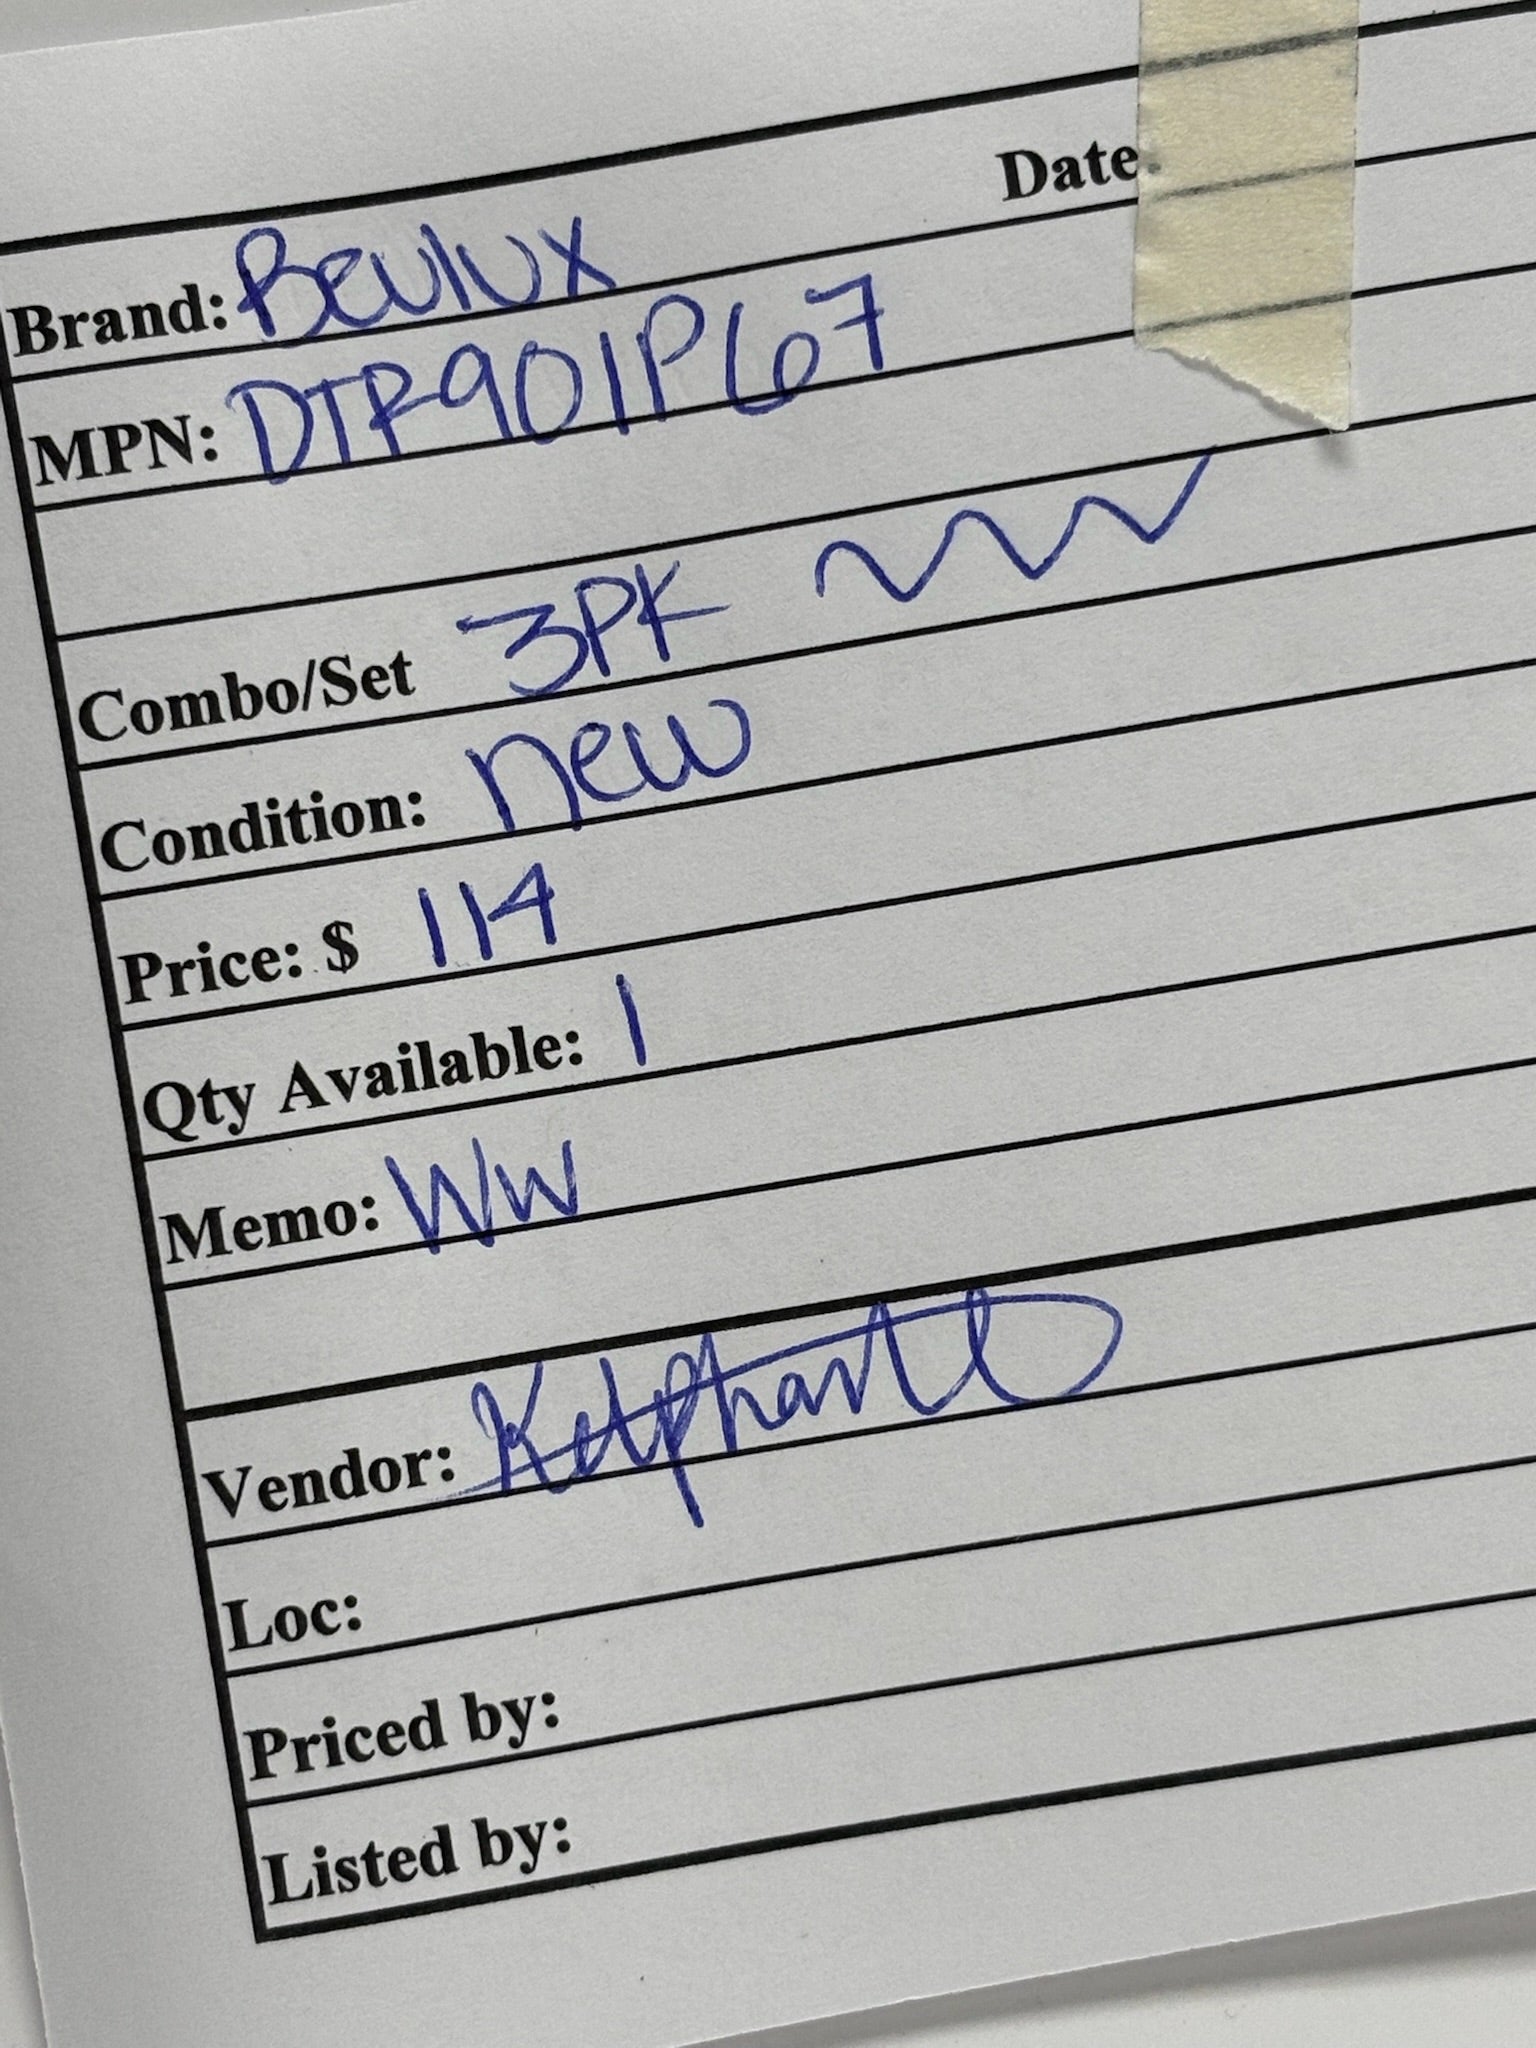 Date:
Brand: Beulux
MPN: DTR901P67
Combo/Set 3PK
Condition: new
Price: $ 114
Qty Available: 1
Memo: WW
Vendor:
Loc:
Priced by:
Listed by: